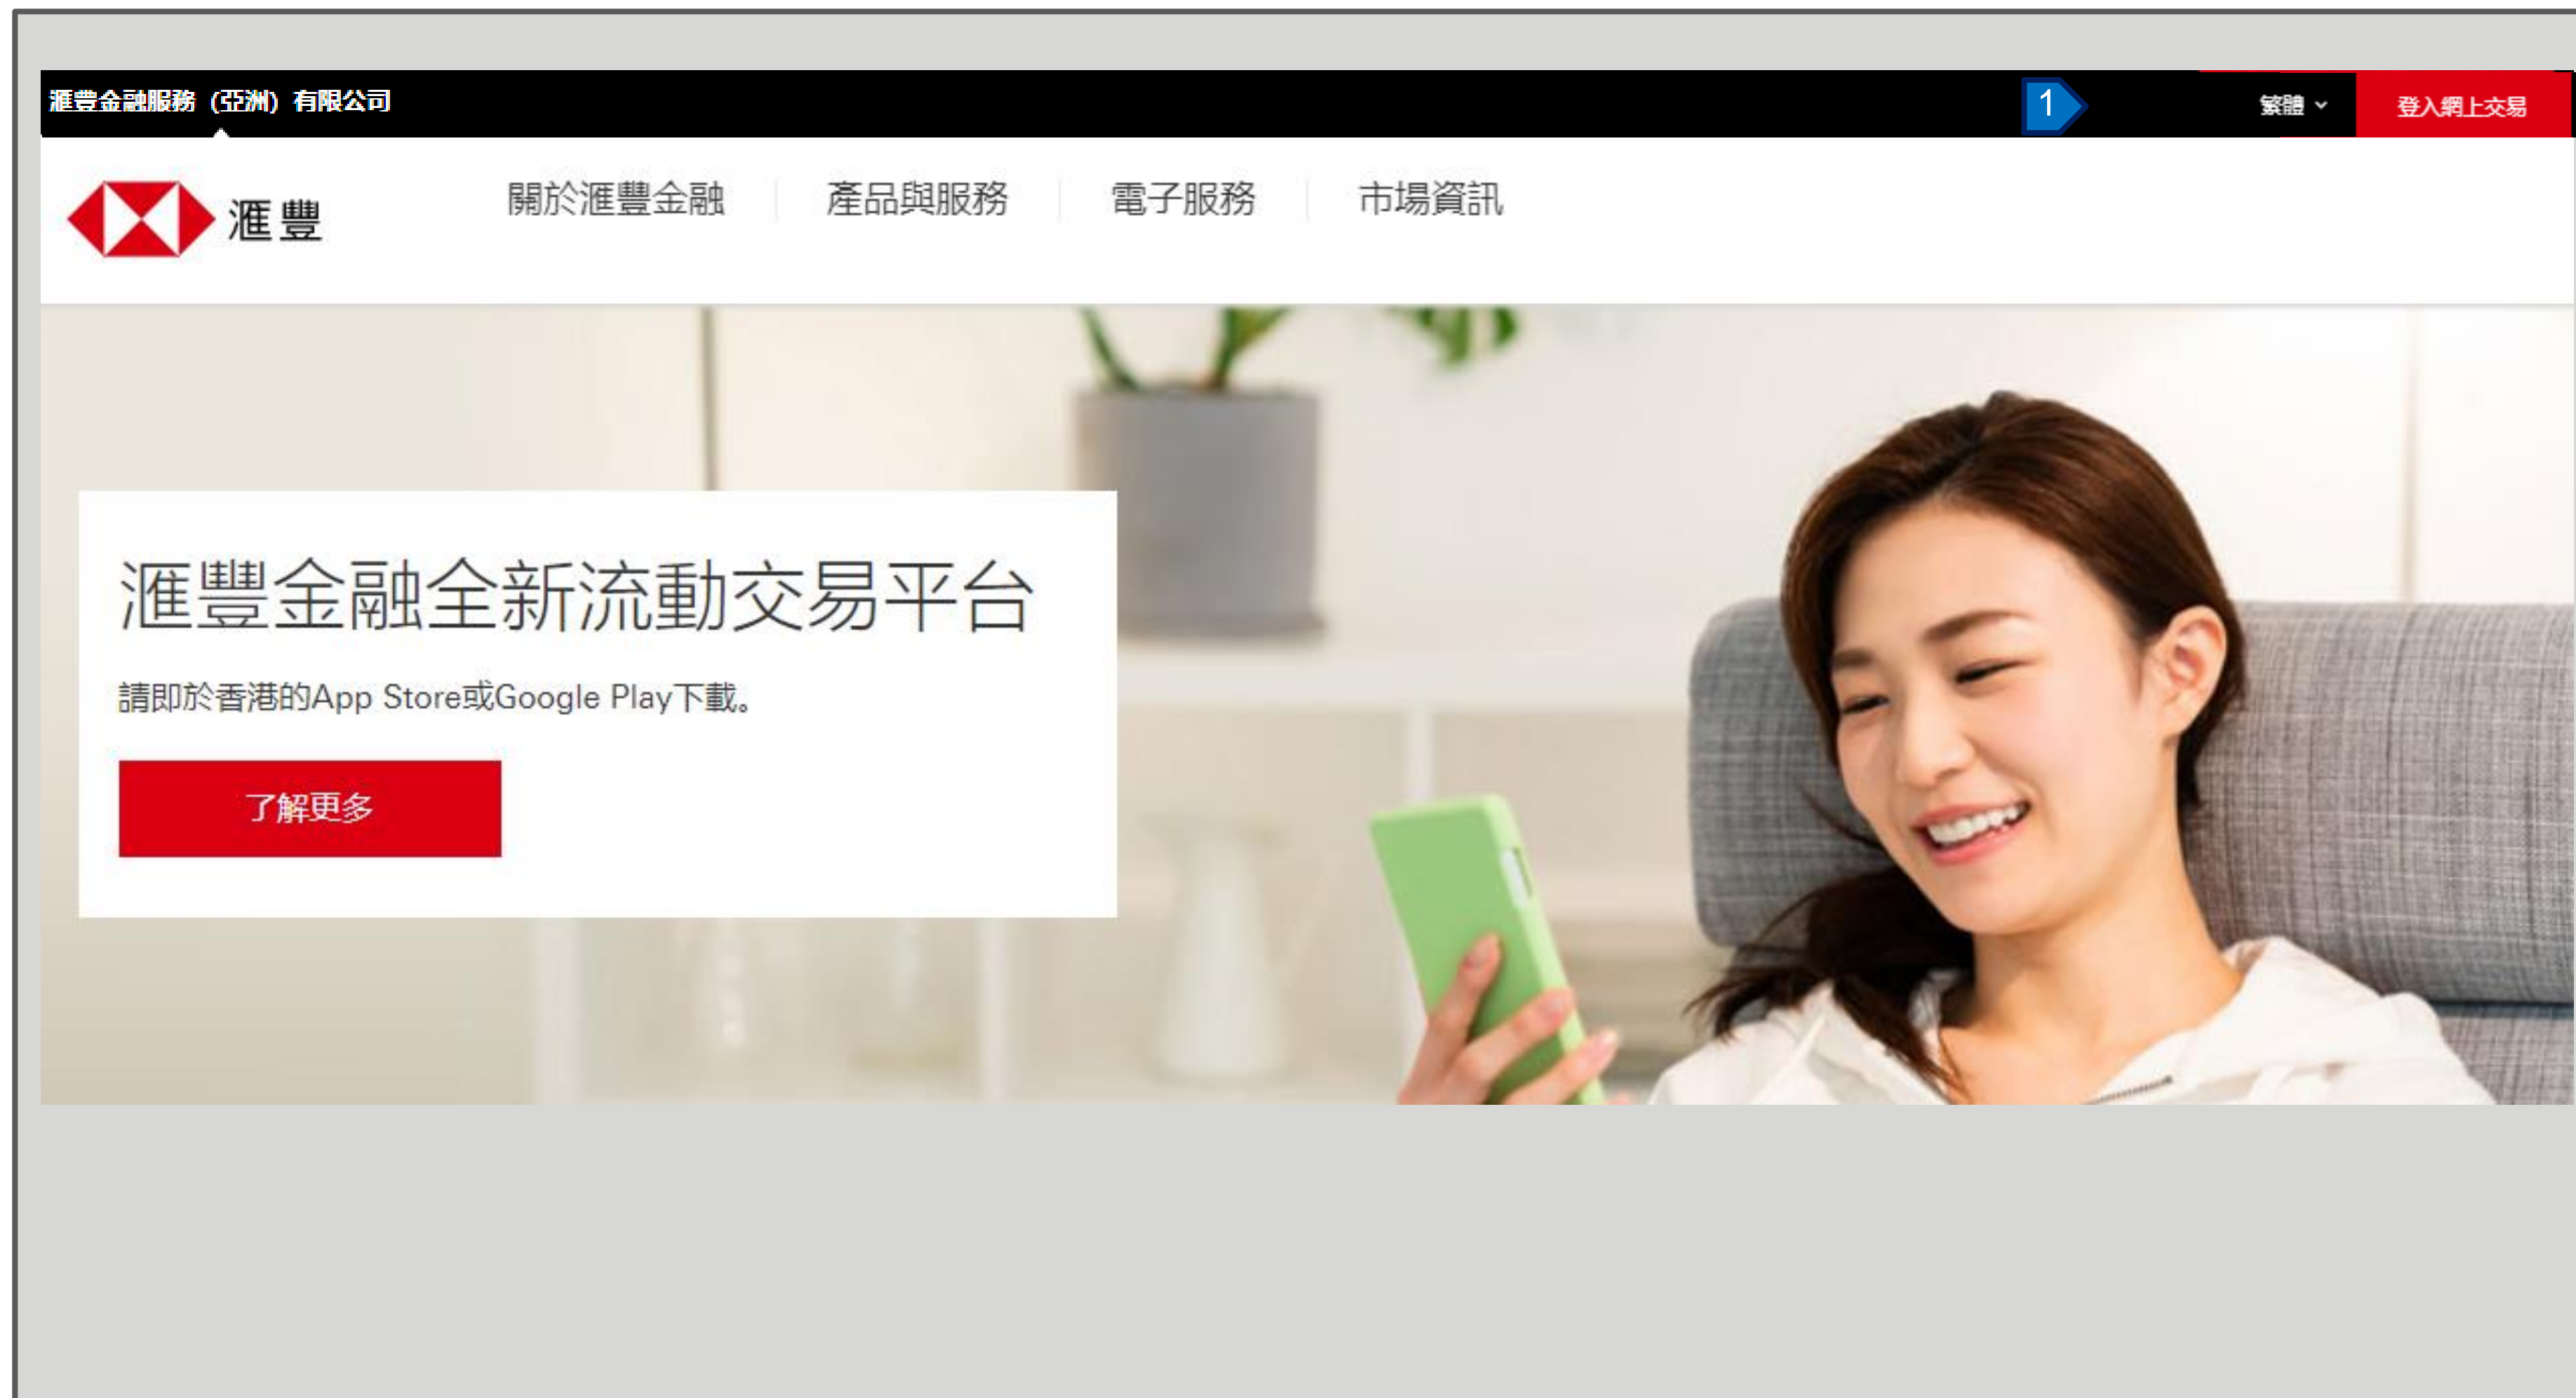 滙豐金融服務 (亞洲) 有限公司
1
繁體
登入網上交易
滙豐
關於滙豐金融
產品與服務
電子服務
市場資訊
滙豐金融全新流動交易平台
請即於香港的App Store或Google Play下載。
了解更多